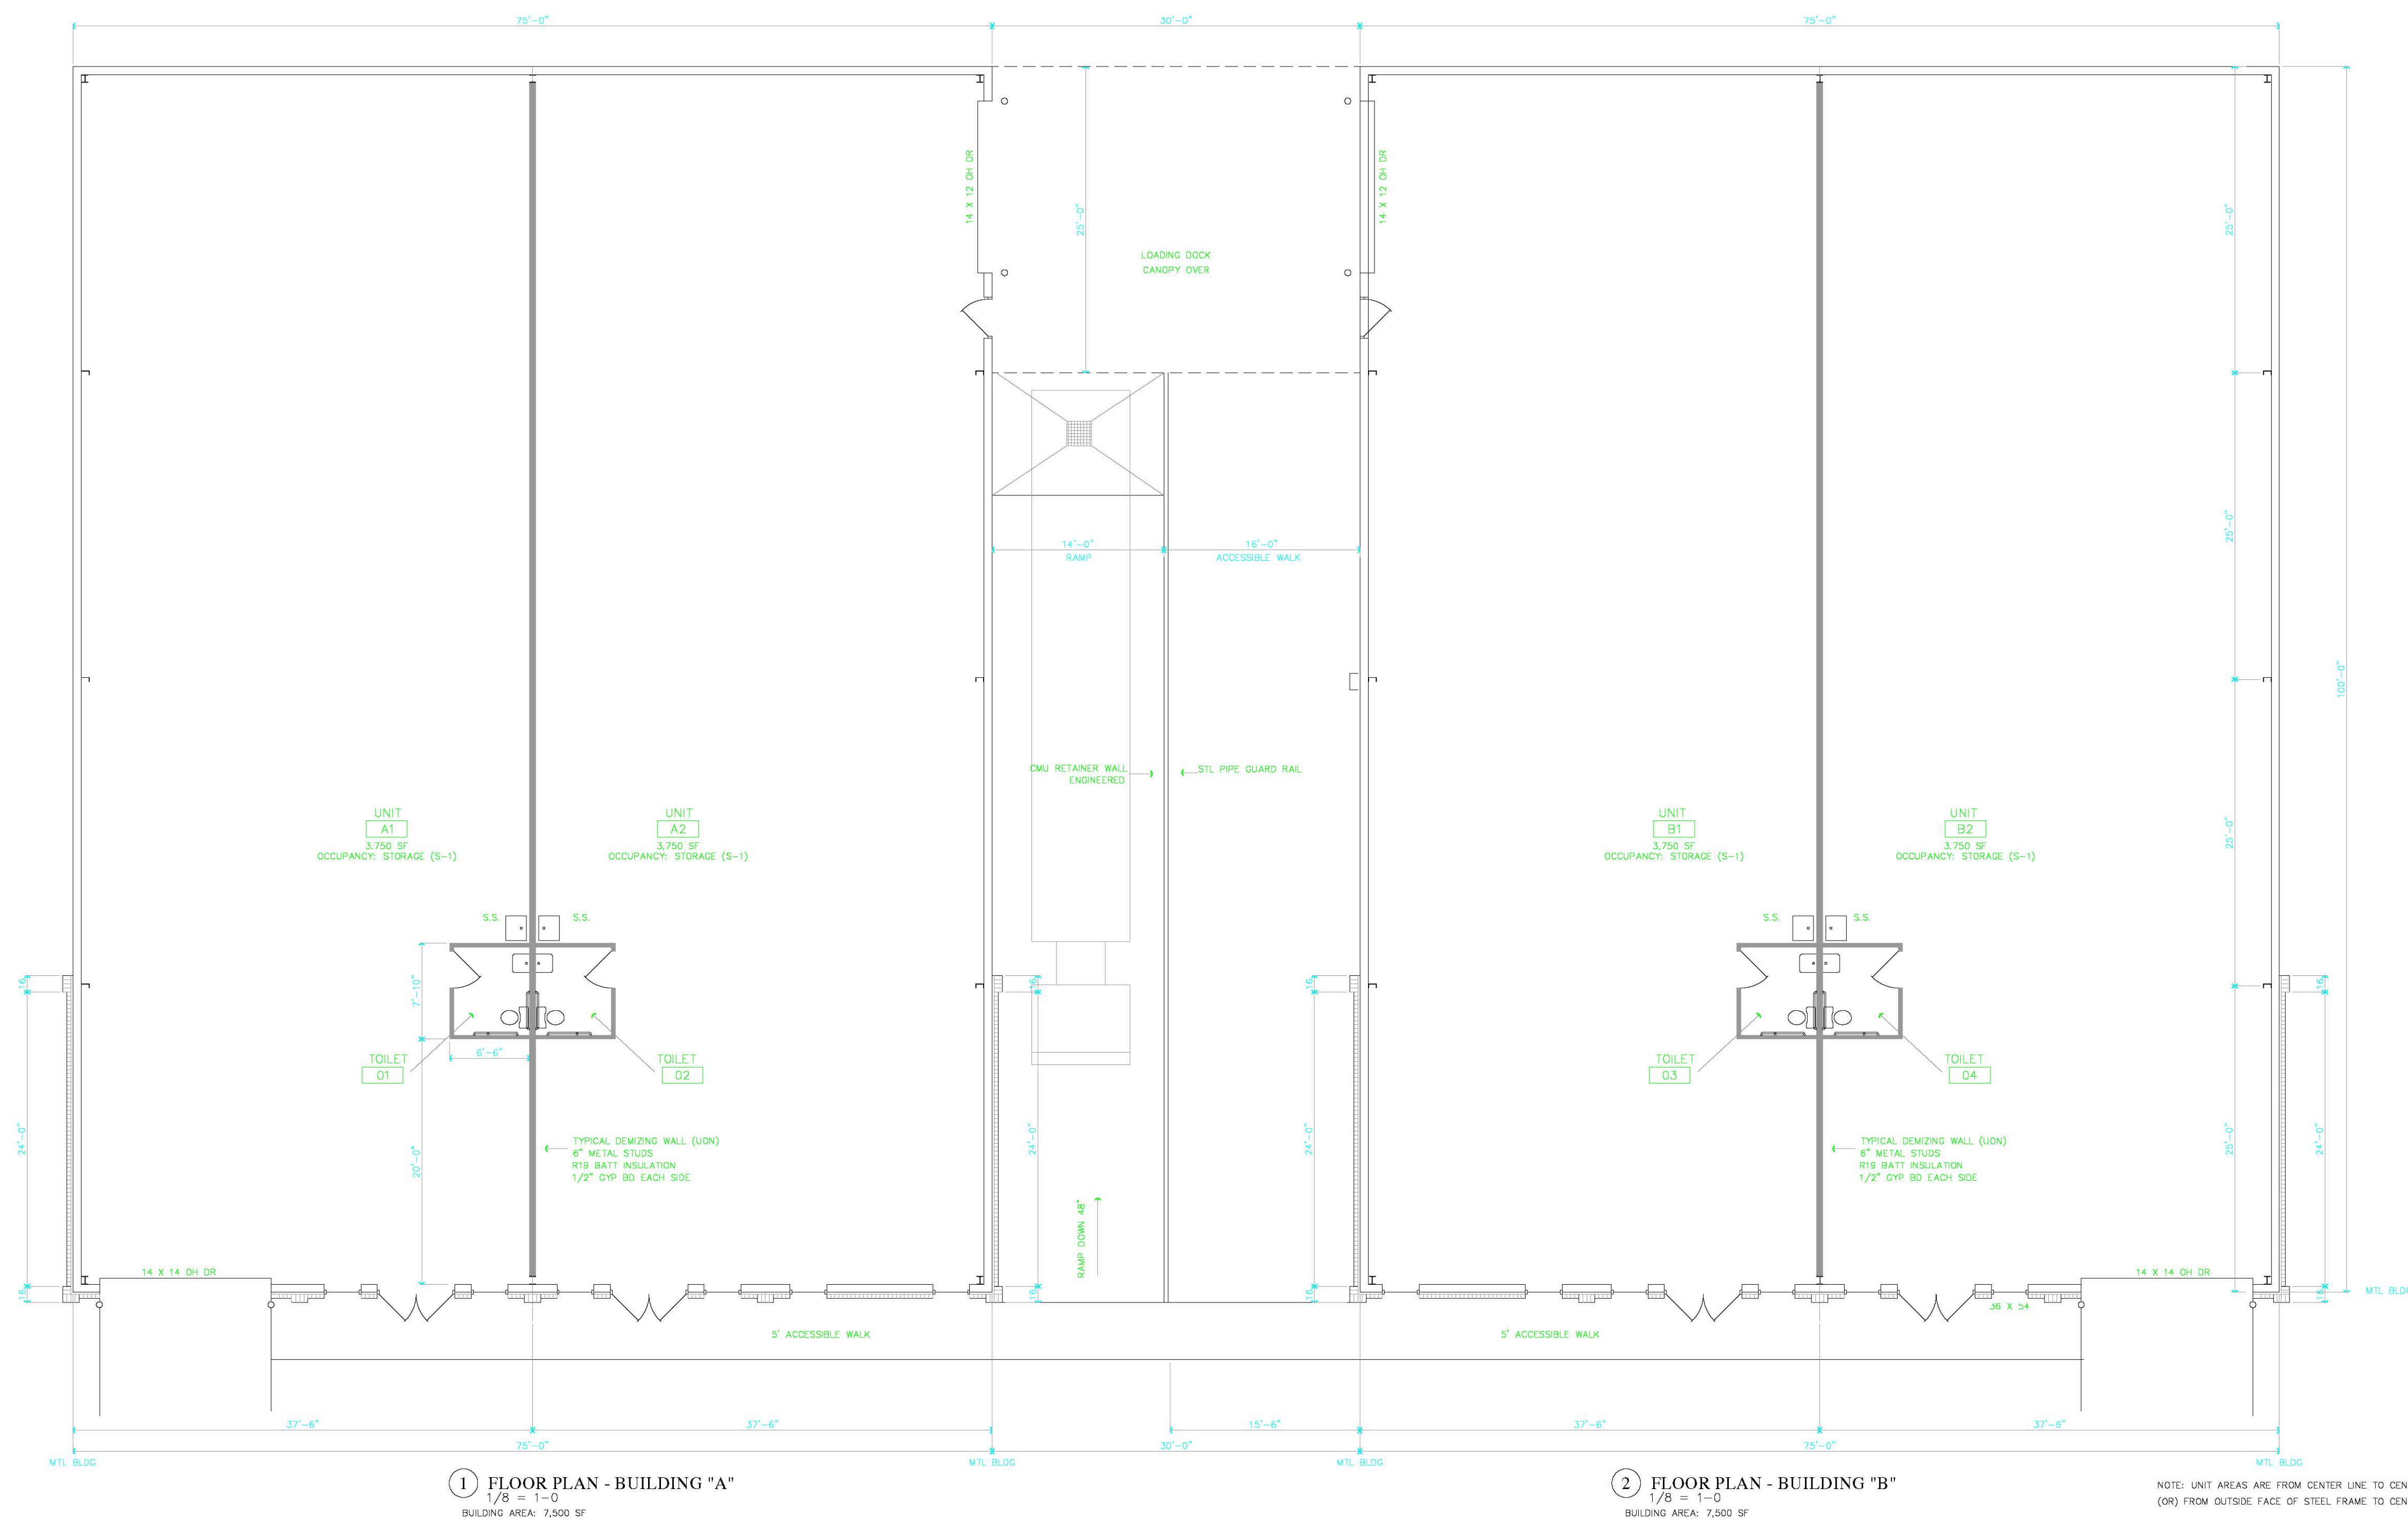 75'-0"
30'-0"
75'-0"
14 X 12 OH DR
25'-0"
LOADING DOCK
CANOPY OVER
14 X 12 OH DR
25'-0"
14'-0"
RAMP
16'-0"
ACCESSIBLE WALK
25'-0"
100'-0"
CMU RETAINER WALL
ENGINEERED
STL PIPE GUARD RAIL
UNIT
A1
3,750 SF
OCCUPANCY: STORAGE (S-1)
UNIT
A2
3,750 SF
OCCUPANCY: STORAGE (S-1)
UNIT
B1
3,750 SF
OCCUPANCY: STORAGE (S-1)
UNIT
B2
3,750 SF
OCCUPANCY: STORAGE (S-1)
25'-0"
S.S.
S.S.
S.S.
S.S.
7'-10"
16
16
16
16
TOILET
01
6'-6"
TOILET
02
TOILET
03
TOILET
04
24'-0"
20'-0"
TYPICAL DEMIZING WALL (UON)
6" METAL STUDS
R19 BATT INSULATION
1/2" GYP BD EACH SIDE
24'-0"
24'-0"
TYPICAL DEMIZING WALL (UON)
6" METAL STUDS
R19 BATT INSULATION
1/2" GYP BD EACH SIDE
25'-0"
24'-0"
RAMP DOWN 48"
14 X 14 OH DR
14 X 14 OH DR
16
16
16
16
MTL BLDG
36 X 54
5' ACCESSIBLE WALK
5' ACCESSIBLE WALK
37'-6"
37'-6"
15'-6"
37'-6"
37'-6"
75'-0"
30'-0"
75'-0"
MTL BLDG
MTL BLDG
MTL BLDG
MTL BLDG
1 FLOOR PLAN - BUILDING "A"
1/8 = 1-0
BUILDING AREA: 7,500 SF
2 FLOOR PLAN - BUILDING "B"
1/8 = 1-0
BUILDING AREA: 7,500 SF
NOTE: UNIT AREAS ARE FROM CENTER LINE TO CEN
(OR) FROM OUTSIDE FACE OF STEEL FRAME TO CEN